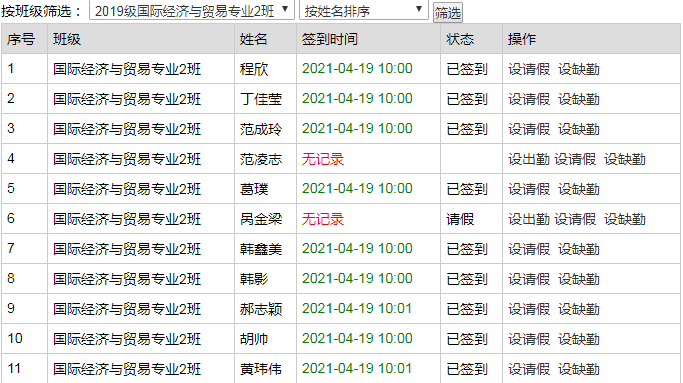 按班级筛选： 2019级国际经济与贸易专业2班 按姓名排序 筛选
序号 班级 姓名 签到时间 状态 操作
1 国际经济与贸易专业2班 程欣 2021-04-19 10:00 已签到 设请假 设缺勤
2 国际经济与贸易专业2班 丁佳莹 2021-04-19 10:00 已签到 设请假 设缺勤
3 国际经济与贸易专业2班 范成玲 2021-04-19 10:00 已签到 设请假 设缺勤
4 国际经济与贸易专业2班 范凌志 无记录 设出勤 设请假 设缺勤
5 国际经济与贸易专业2班 葛璞 2021-04-19 10:00 已签到 设请假 设缺勤
6 国际经济与贸易专业2班 呙金梁 无记录 请假 设出勤 设请假 设缺勤
7 国际经济与贸易专业2班 韩鑫美 2021-04-19 10:00 已签到 设请假 设缺勤
8 国际经济与贸易专业2班 韩影 2021-04-19 10:00 已签到 设请假 设缺勤
9 国际经济与贸易专业2班 郝志颖 2021-04-19 10:01 已签到 设请假 设缺勤
10 国际经济与贸易专业2班 胡帅 2021-04-19 10:00 已签到 设请假 设缺勤
11 国际经济与贸易专业2班 黄玮伟 2021-04-19 10:01 已签到 设请假 设缺勤